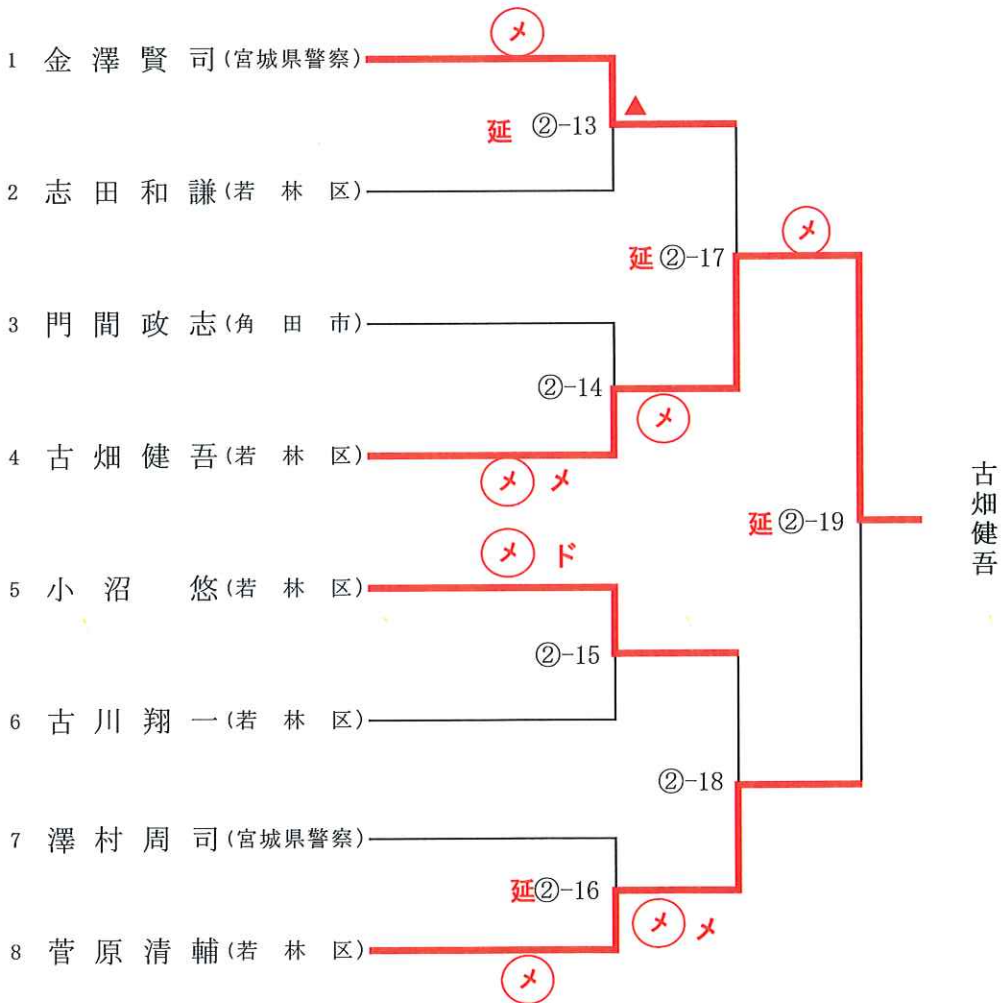 ㋱
1 金澤賢司(宮城県警察)
延 ②-13 ▲
2 志田和謙(若林区)
延 ②-17 ㋱
3 門間政志(角田市)
②-14 ㋱
4 古畑健吾(若林区)
㋱ メ
延 ②-19
古畑健吾
㋱ ド
5 小沼 悠(若林区)
②-15
6 古川翔一(若林区)
②-18
7 澤村周司(宮城県警察)
延 ②-16
㋱ メ
8 菅原清輔(若林区)
㋱